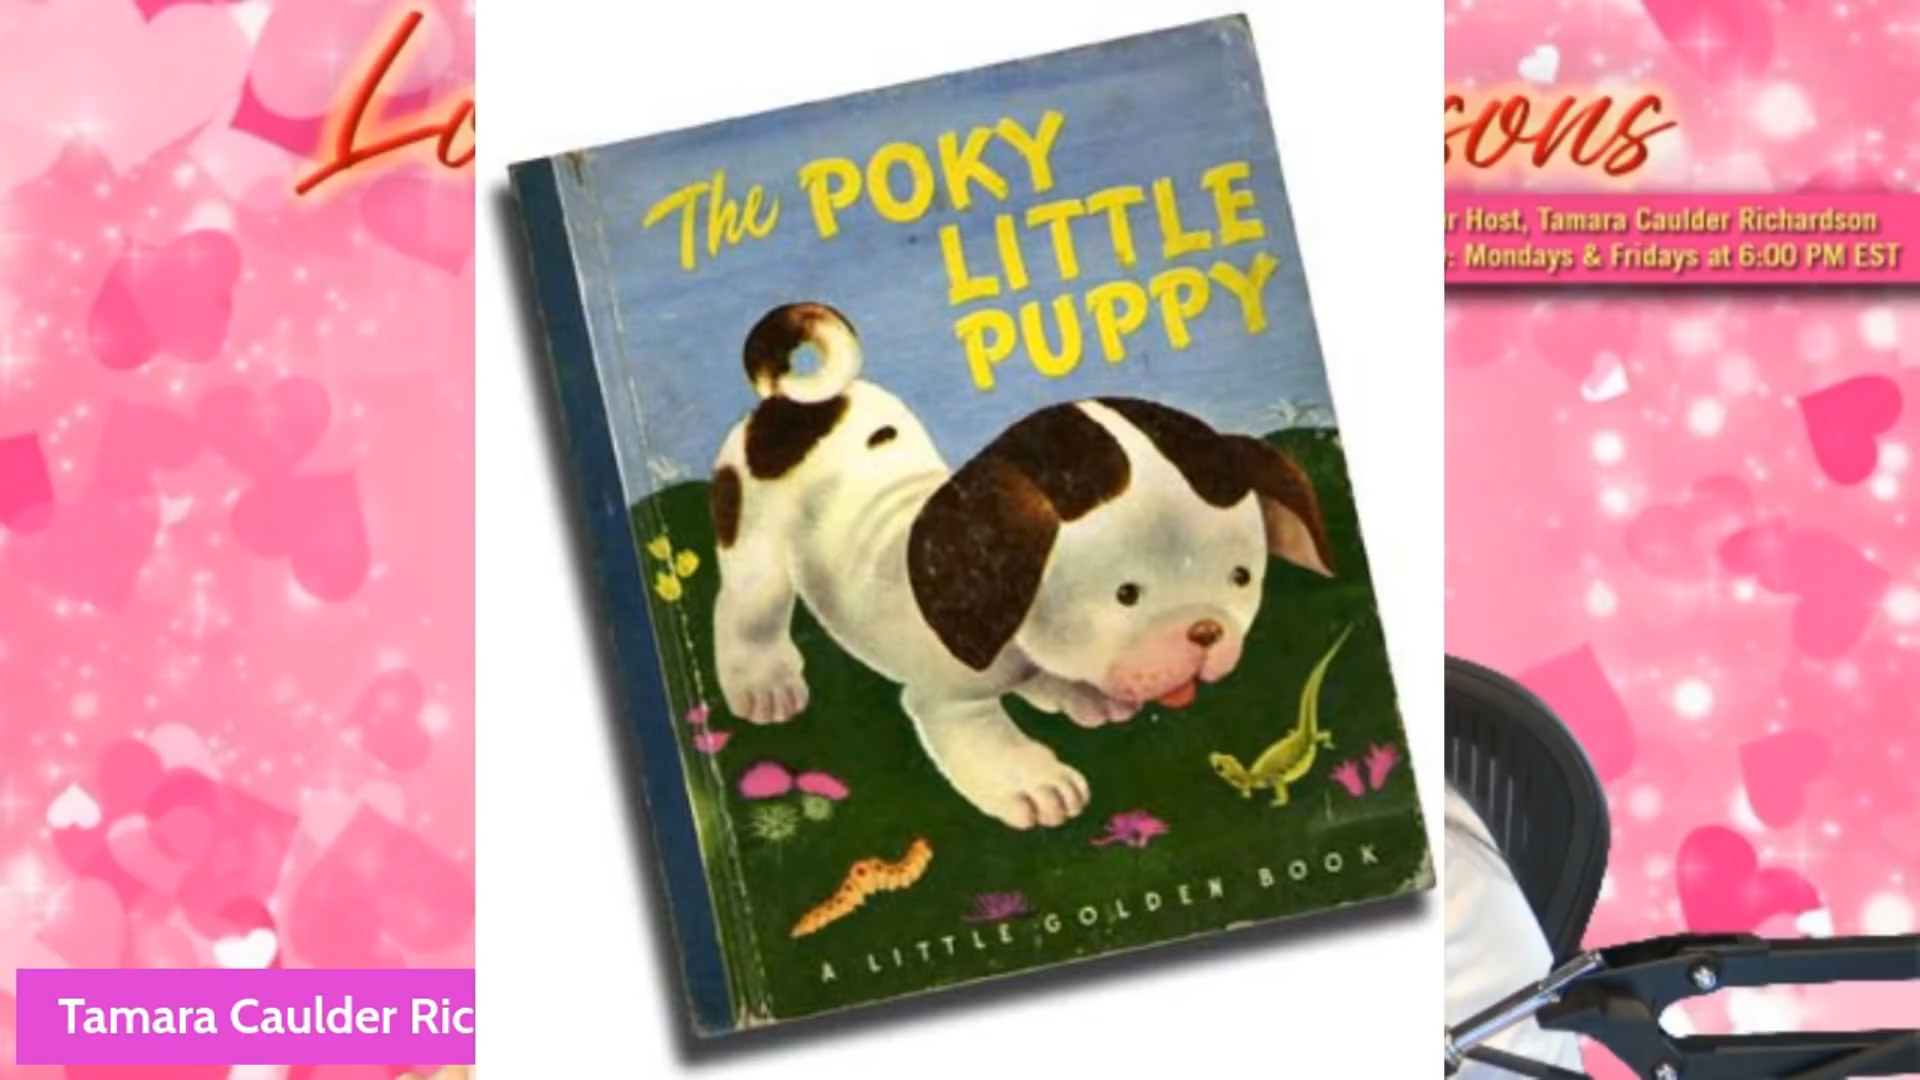 Lo
sons
The POKY
LITTLE
PUPPY
r Host, Tamara Caulder Richardson
: Mondays & Fridays at 6:00 PM EST
A LITTLE GOLDEN BOOK
Tamara Caulder Ric